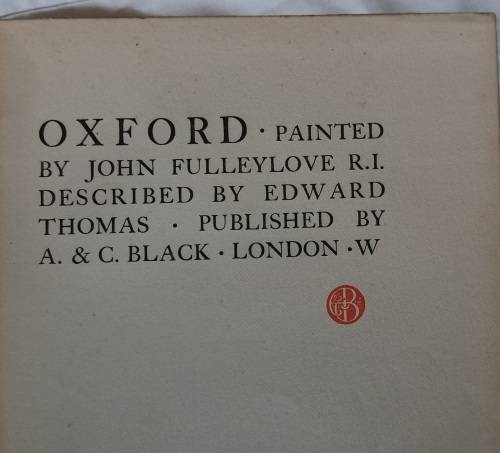 OXFORD · PAINTED
BY JOHN FULLEYLOVE R.I.
DESCRIBED BY EDWARD
THOMAS · PUBLISHED BY
A. & C. BLACK · LONDON · W